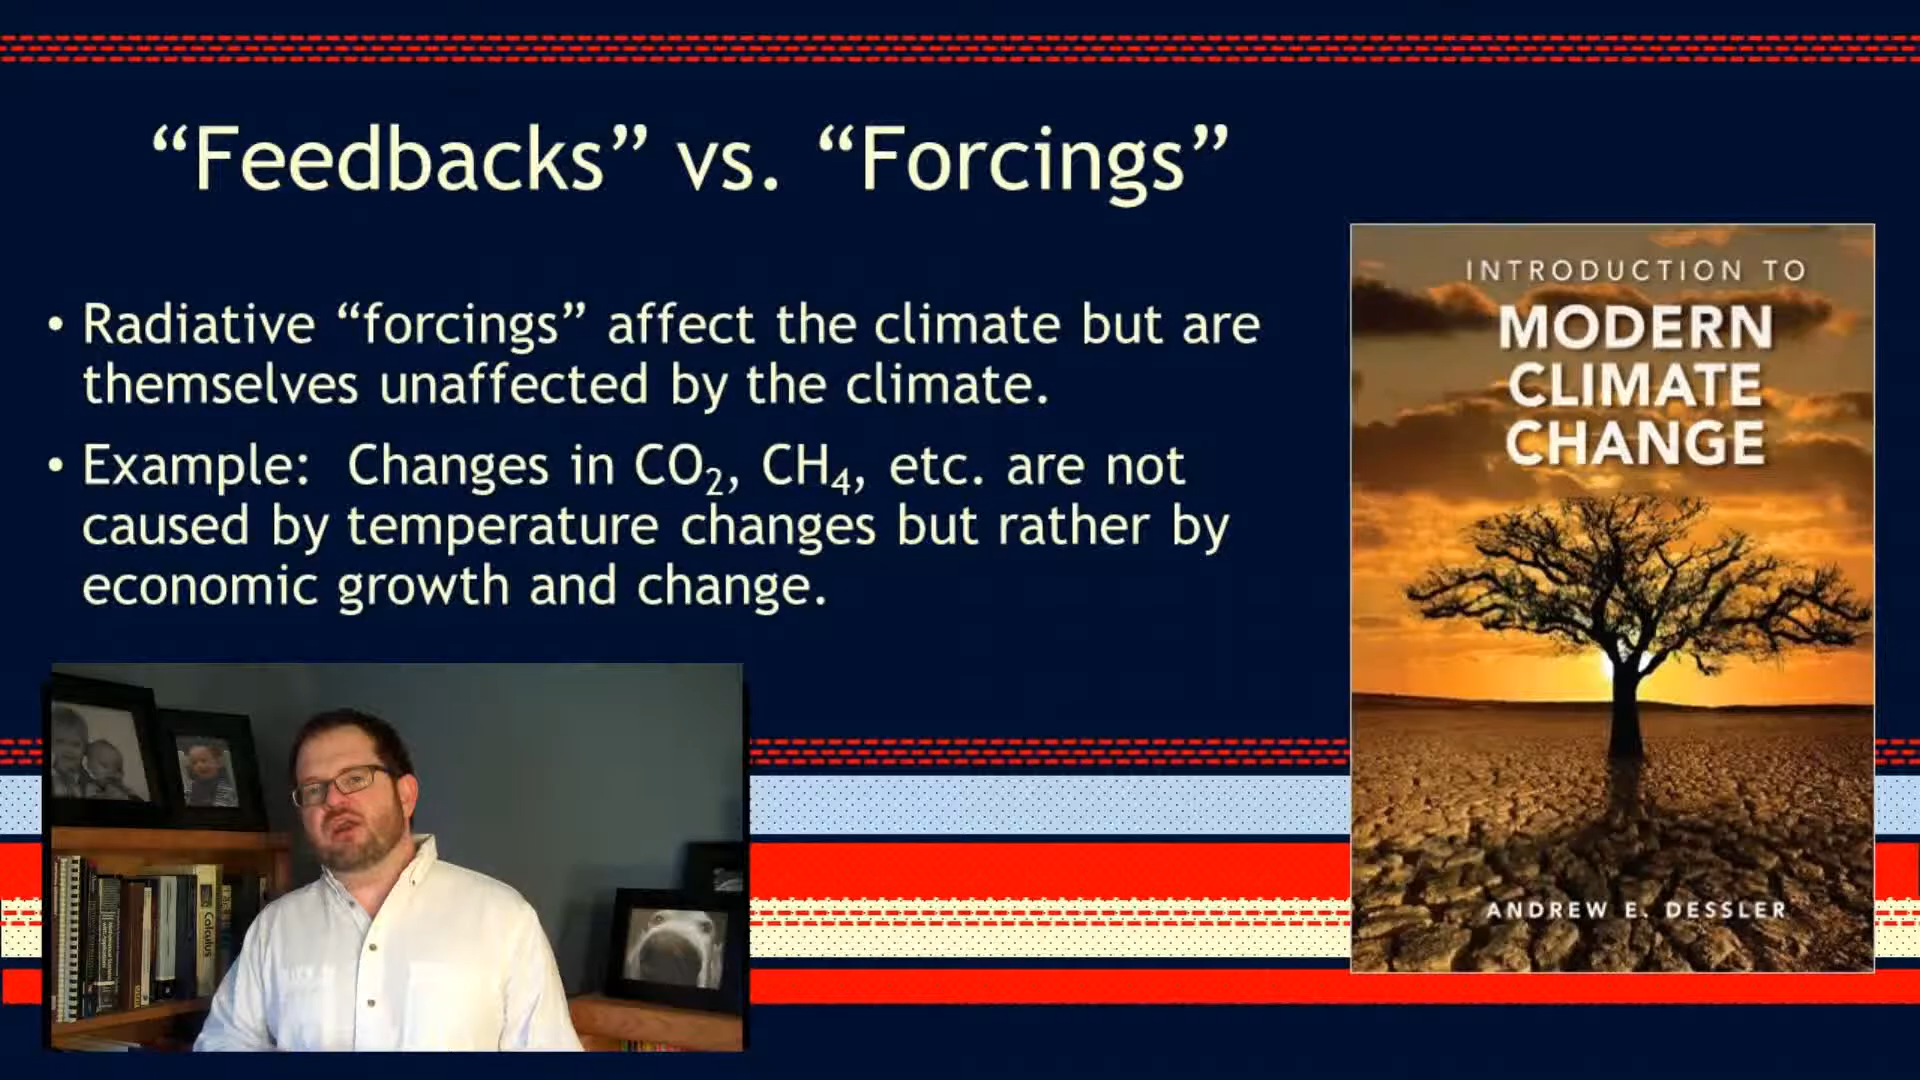 “Feedbacks” vs. “Forcings”
• Radiative “forcings” affect the climate but are
themselves unaffected by the climate.
• Example:  Changes in CO₂, CH₄, etc. are not
caused by temperature changes but rather by
economic growth and change.
INTRODUCTION TO
MODERN
CLIMATE
CHANGE
ANDREW E. DESSLER
Calculus